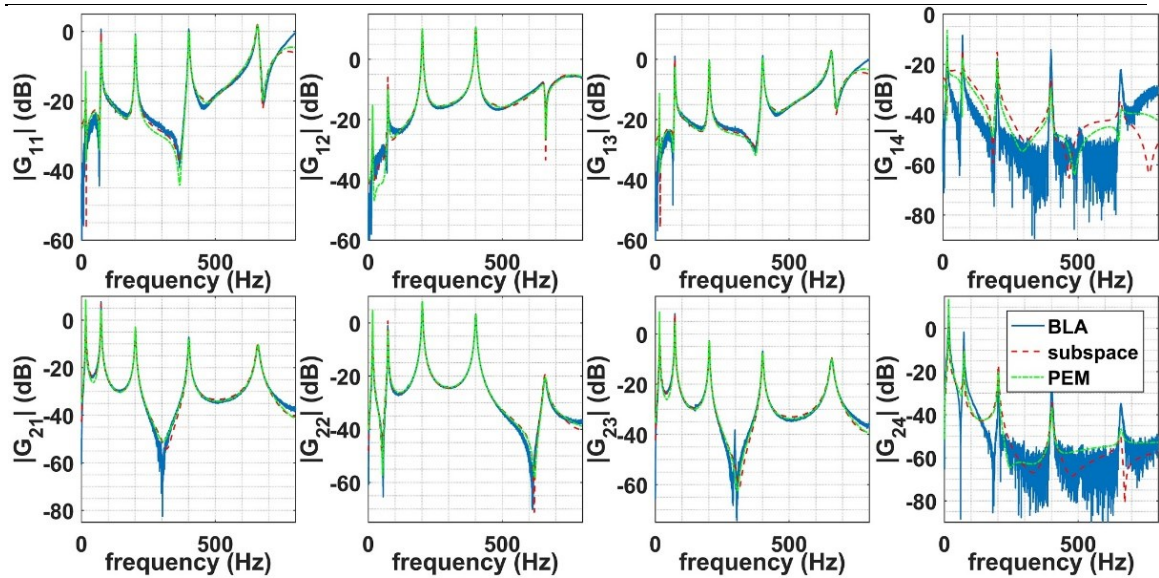 |G11| (dB)
0
-20
-40
-60
0
500
frequency (Hz)
|G12| (dB)
0
-20
-40
-60
0
500
frequency (Hz)
|G13| (dB)
0
-20
-40
-60
0
500
frequency (Hz)
|G14| (dB)
-20
-40
-60
-80
0
500
frequency (Hz)
|G21| (dB)
0
-20
-40
-60
-80
0
500
frequency (Hz)
|G22| (dB)
0
-20
-40
-60
0
500
frequency (Hz)
|G23| (dB)
0
-20
-40
-60
0
500
frequency (Hz)
|G24| (dB)
0
-20
-40
-60
-80
0
500
frequency (Hz)
BLA
subspace
PEM